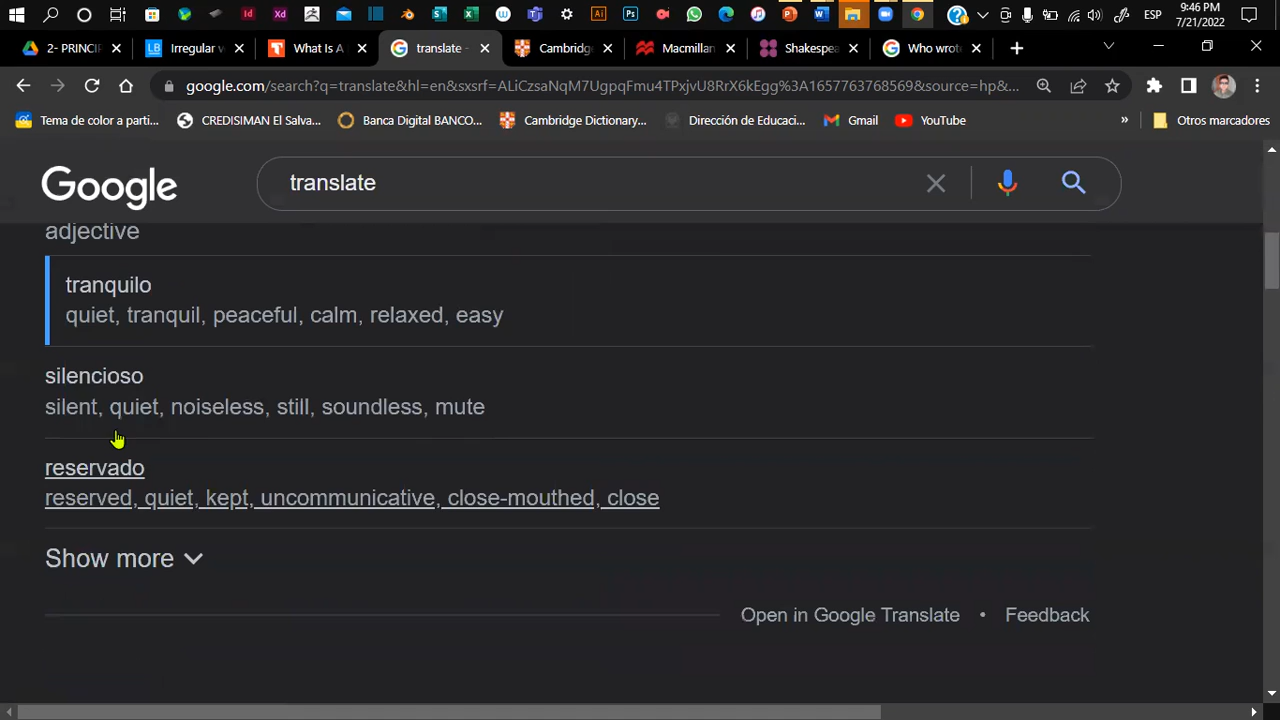 9:46 PM
ESP
7/21/2022
2- PRINCIP
Irregular v
What Is A
translate -
Cambridg
Macmillan
Shakespea
Who wrote
google.com/search?q=translate&hl=en&sxsrf=ALiCzsaNqM7UgpqFmu4TPxjvU8RrX6kEgg%3A1657763768569&source=hp&...
Tema de color a parti...
CREDISIMAN El Salva...
Banca Digital BANCO...
Cambridge Dictionary...
Dirección de Educaci...
Gmail
YouTube
»
Otros marcadores
Google
translate
adjective
tranquilo
quiet, tranquil, peaceful, calm, relaxed, easy
silencioso
silent, quiet, noiseless, still, soundless, mute
reservado
reserved, quiet, kept, uncommunicative, close-mouthed, close
Show more
Open in Google Translate • Feedback